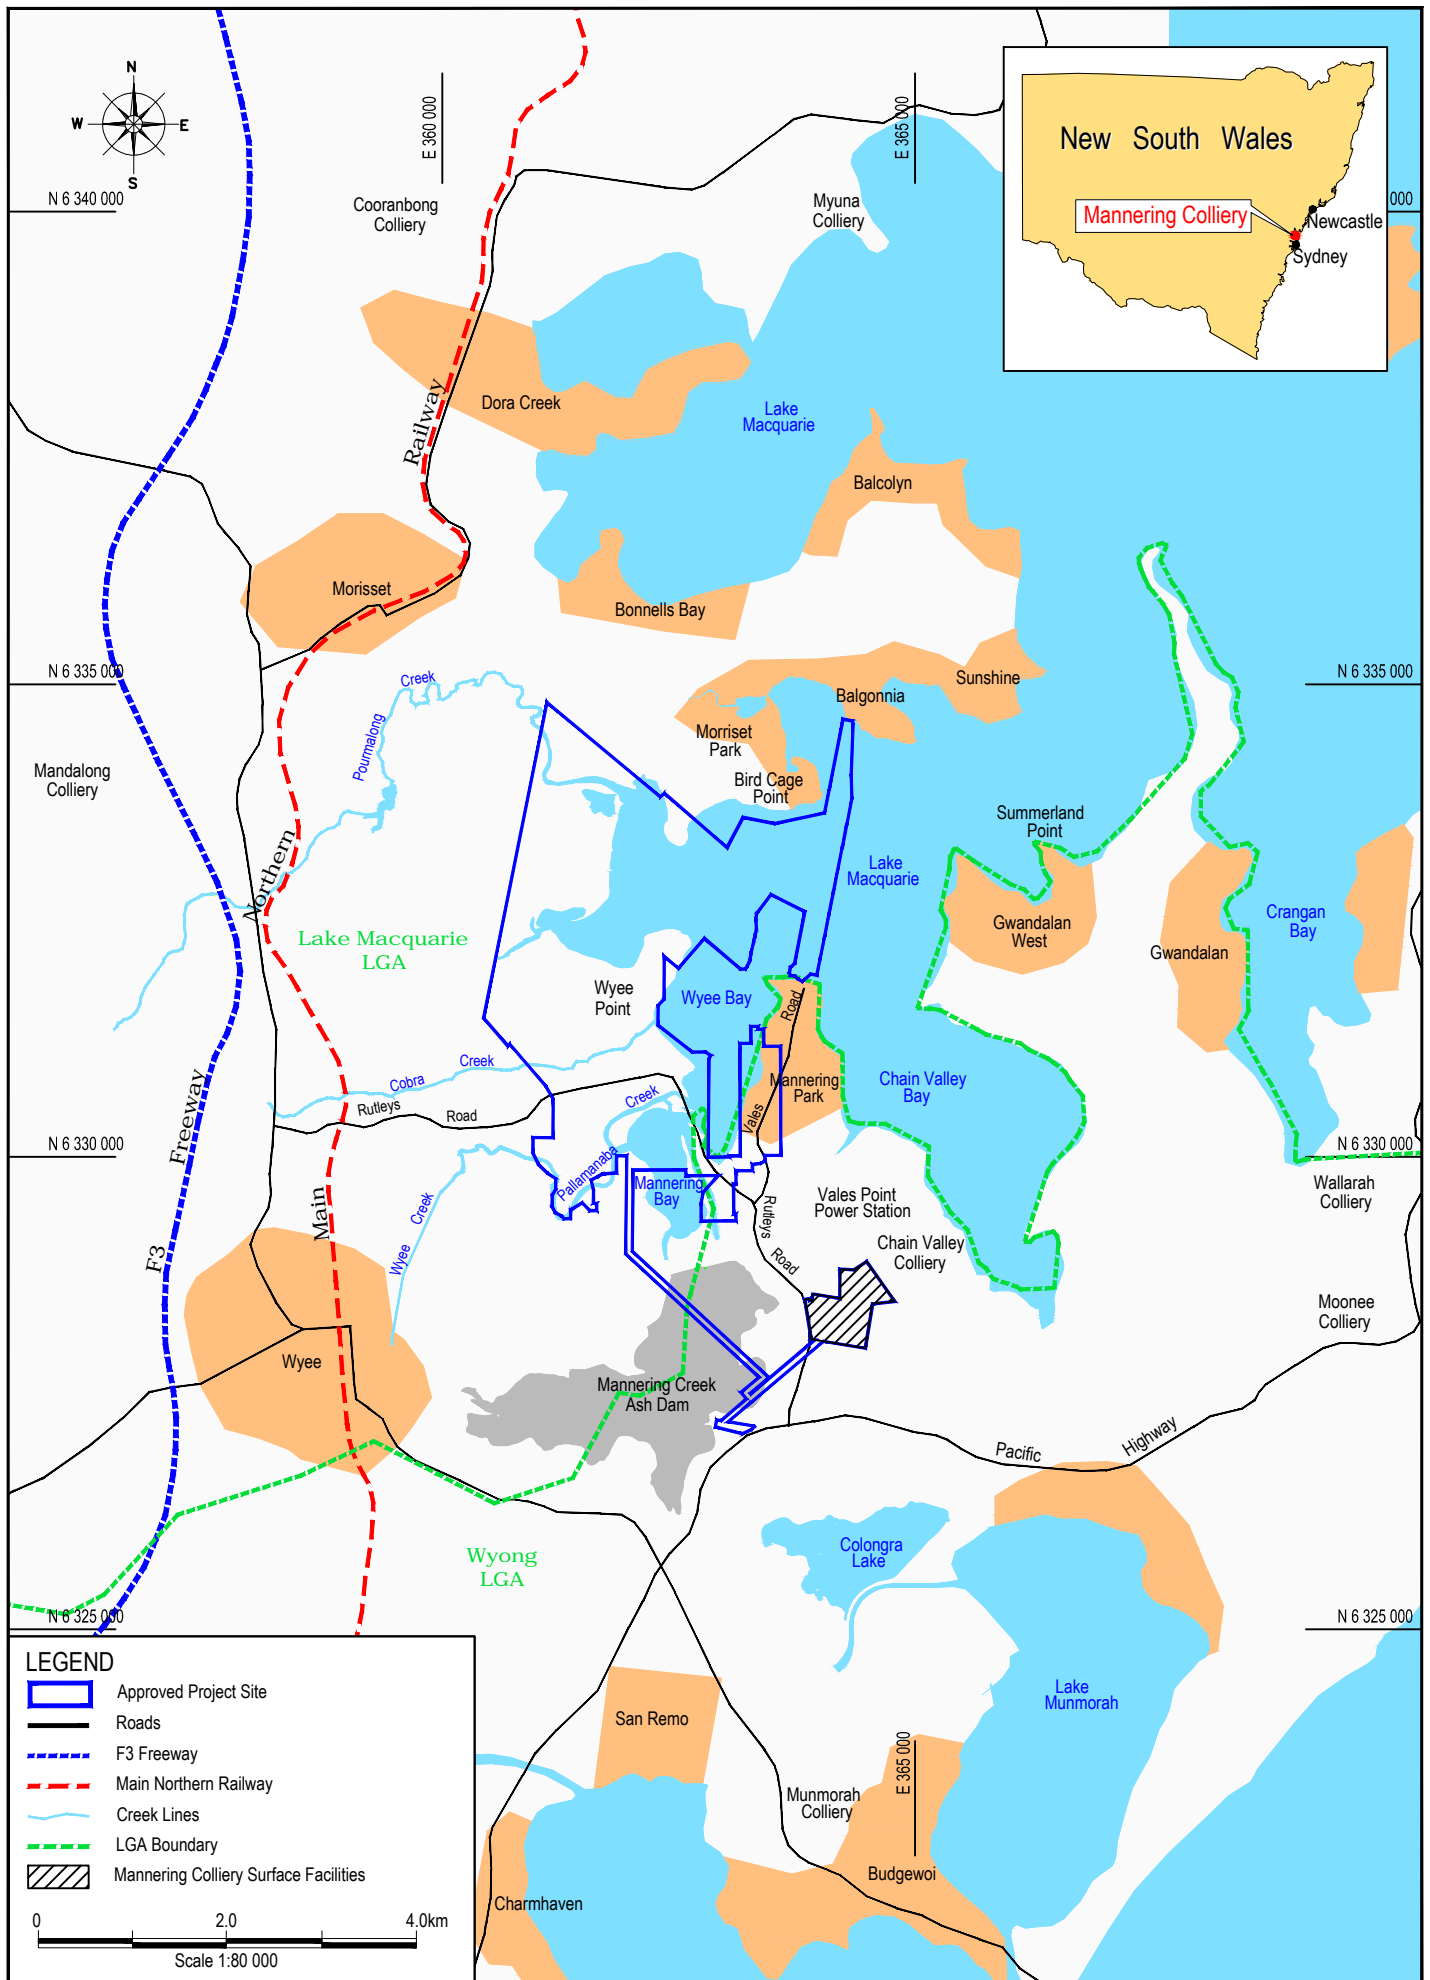 N
W
E
S
E 360 000
E 365 000
New South Wales
Mannering Colliery
Newcastle
Sydney
N 6 340 000
000
Cooranbong
Colliery
Myuna
Colliery
Railway
Dora Creek
Lake
Macquarie
Balcolyn
Morisset
Bonnells Bay
N 6 335 000
N 6 335 000
Creek
Pourmalong
Sunshine
Balgonnia
Morriset
Park
Bird Cage
Point
Mandalong
Colliery
Summerland
Point
Northern
Lake
Macquarie
Lake Macquarie
LGA
Gwandalan
West
Gwandalan
Crangan
Bay
Wyee
Point
Wyee Bay
Road
Freeway
Cobra
Creek
Rutleys
Road
Creek
Mannering
Park
Vales
Chain Valley
Bay
N 6 330 000
N 6 330 000
Pallamanaba
Mannering
Bay
Wyee
Creek
Main
F3
Vales Point
Power Station
Rutleys
Road
Chain Valley
Colliery
Wallarah
Colliery
Moonee
Colliery
Wyee
Mannering Creek
Ash Dam
Pacific
Highway
Colongra
Lake
Wyong
LGA
N 6 325 000
N 6 325 000
Lake
Munmorah
San Remo
E 365 000
Munmorah
Colliery
Budgewoi
Charmhaven
LEGEND
Approved Project Site
Roads
F3 Freeway
Main Northern Railway
Creek Lines
LGA Boundary
Mannering Colliery Surface Facilities
0 2.0 4.0km
Scale 1:80 000